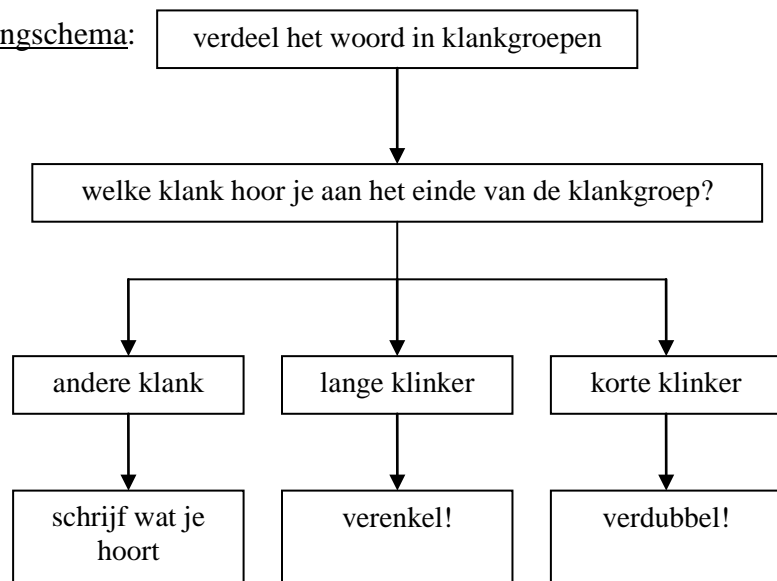 ngschema:
verdeel het woord in klankgroepen
welke klank hoor je aan het einde van de klankgroep?
andere klank
lange klinker
korte klinker
schrijf wat je
hoort
verenkel!
verdubbel!